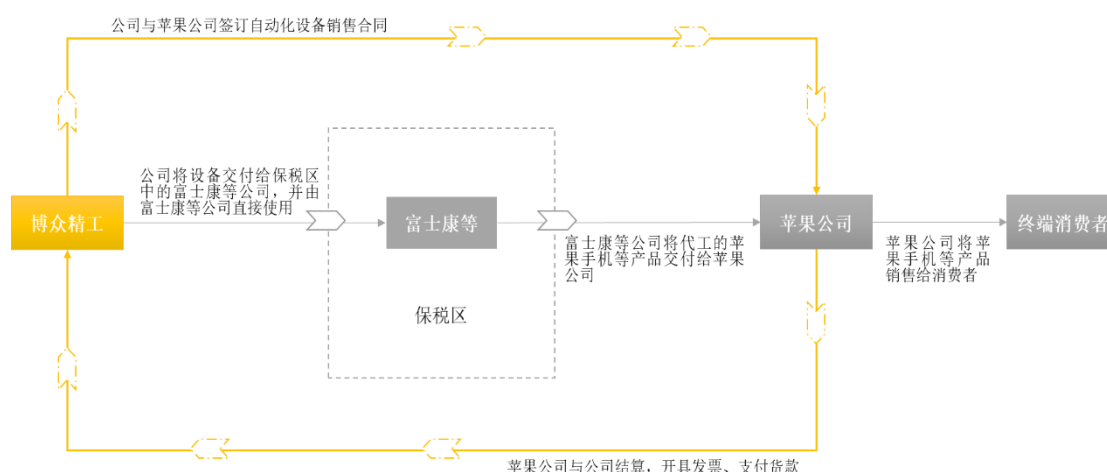 公司与苹果公司签订自动化设备销售合同
公司将设备交付给保税区
中的富士康等公司，并由
富士康等公司直接使用
博众精工
富士康等
苹果公司
终端消费者
富士康等公司将代工的苹
果手机等产品交付给苹果
公司
苹果公司将苹
果手机等产品
销售给消费者
保税区
苹果公司与公司结算，开具发票、支付货款